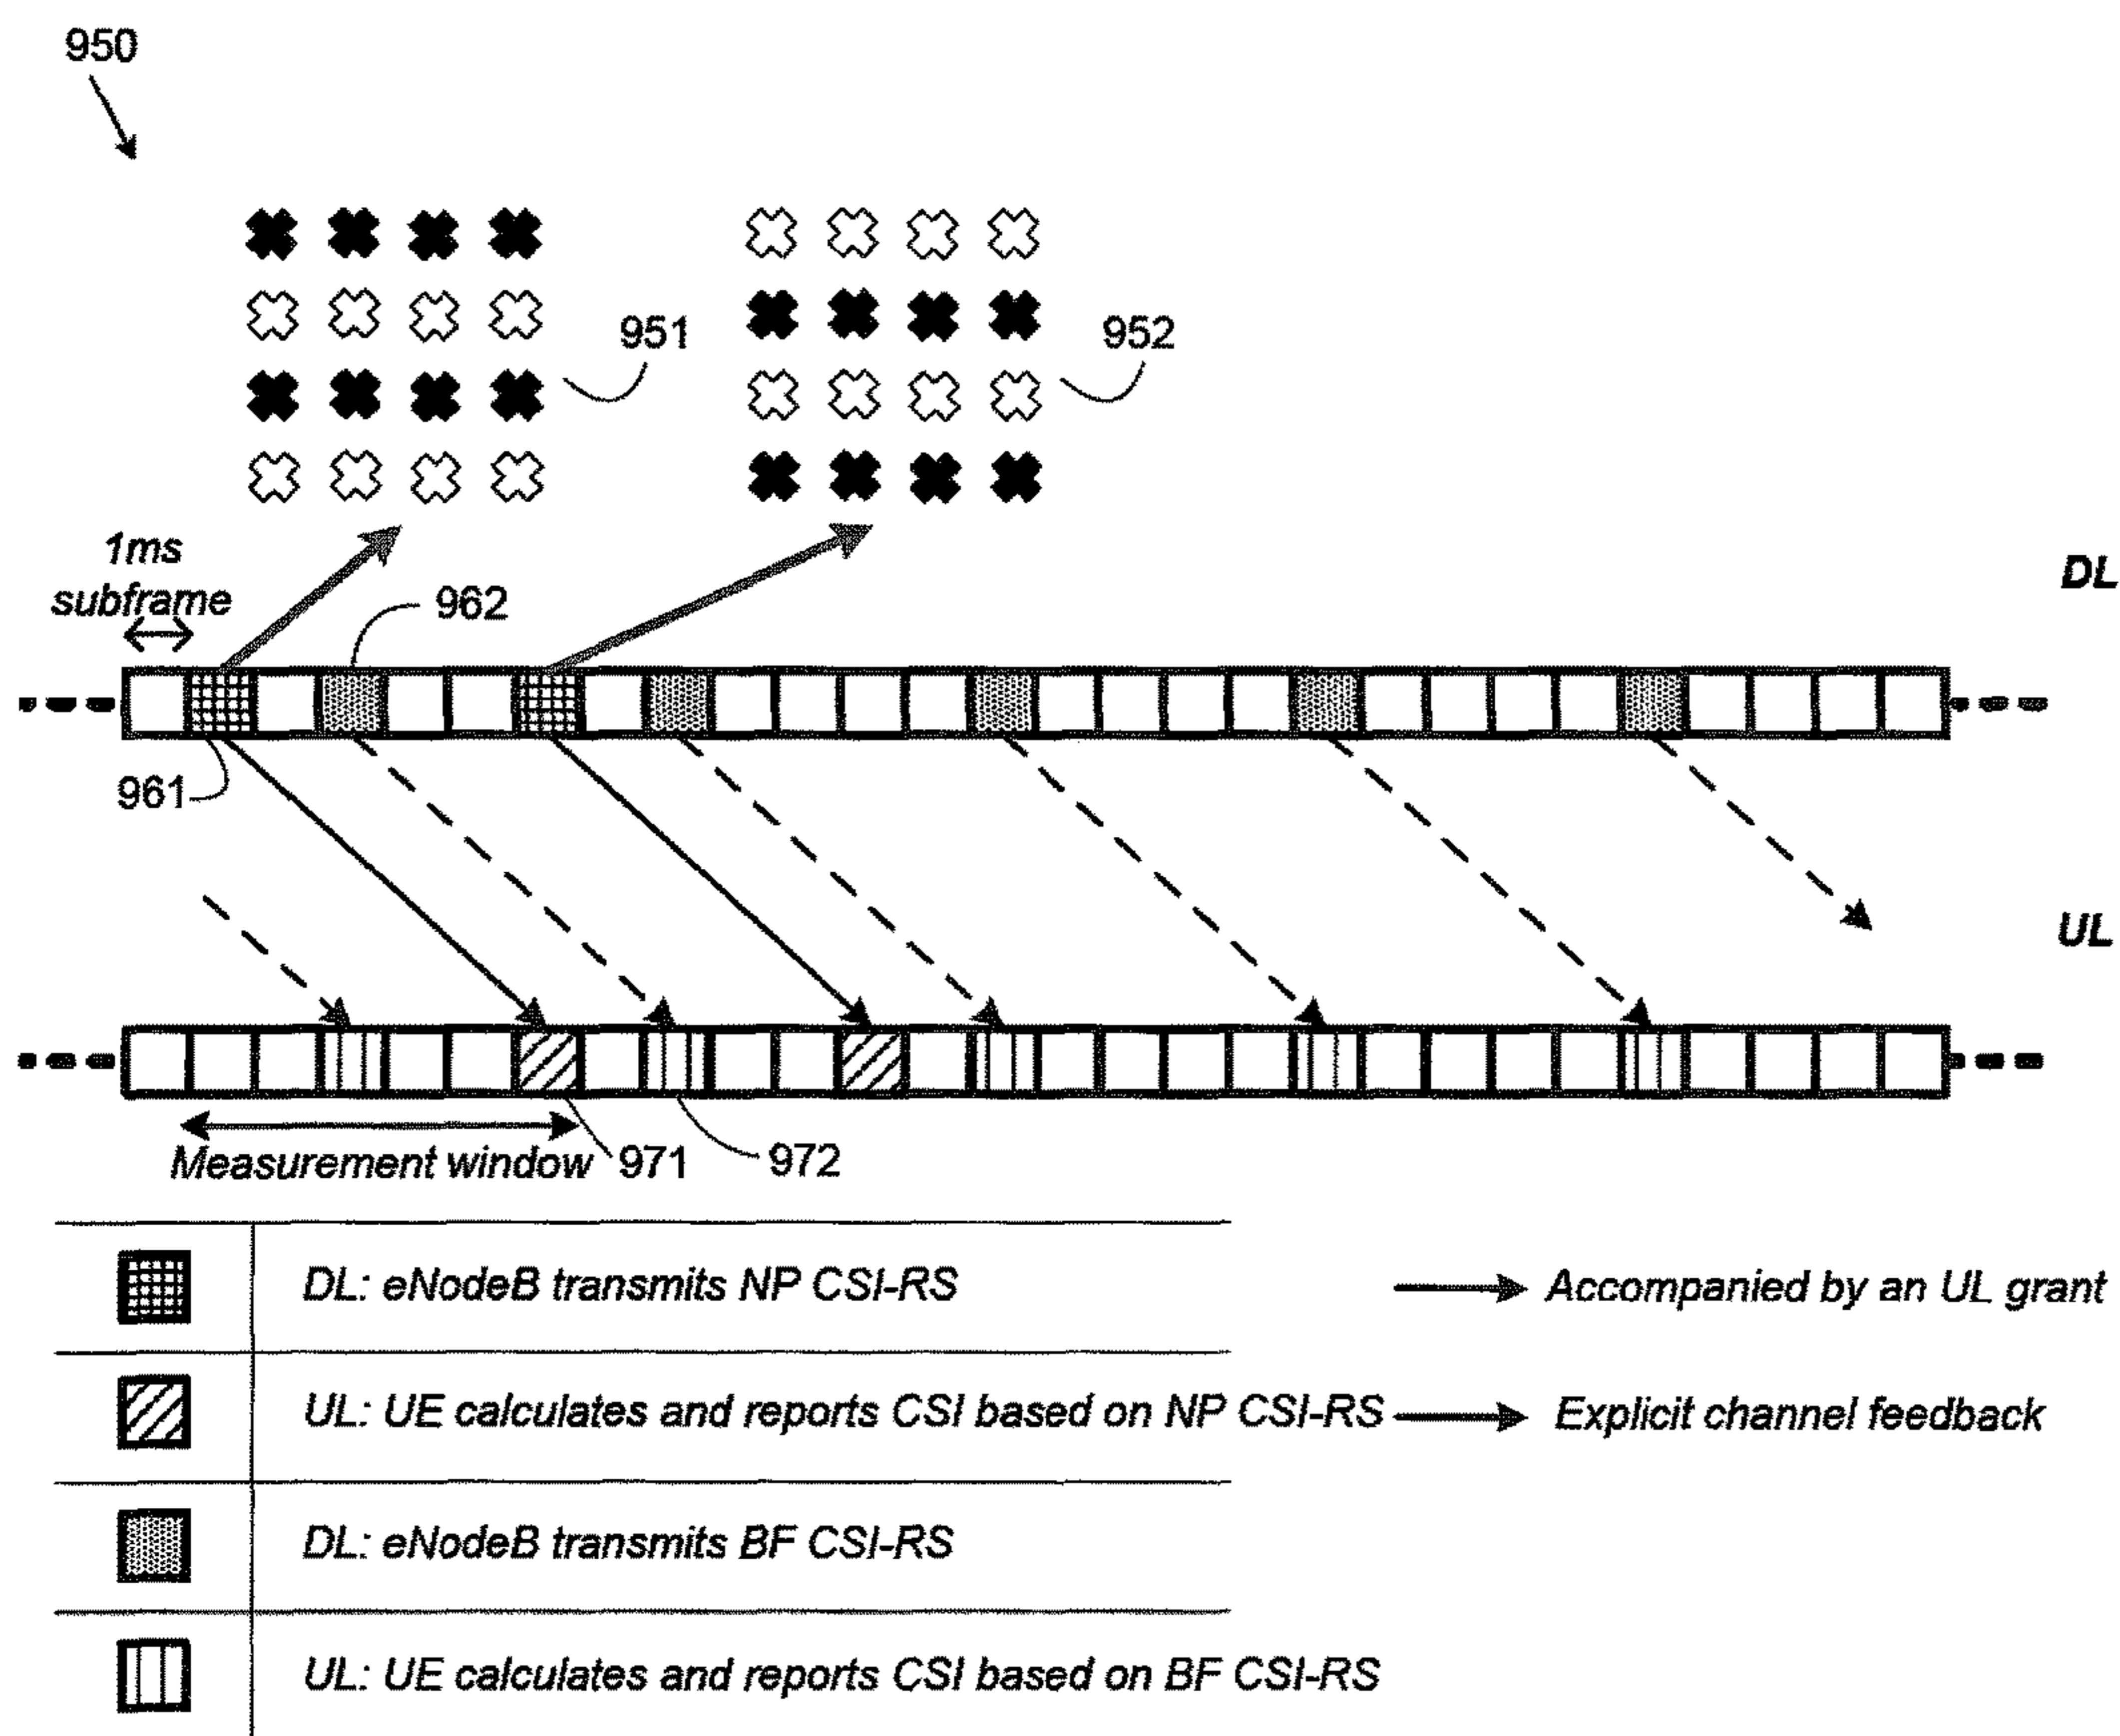 950
951
952
1ms
subframe
962
DL
961
UL
Measurement window
971
972
DL: eNodeB transmits NP CSI-RS
Accompanied by an UL grant
UL: UE calculates and reports CSI based on NP CSI-RS
Explicit channel feedback
DL: eNodeB transmits BF CSI-RS
UL: UE calculates and reports CSI based on BF CSI-RS